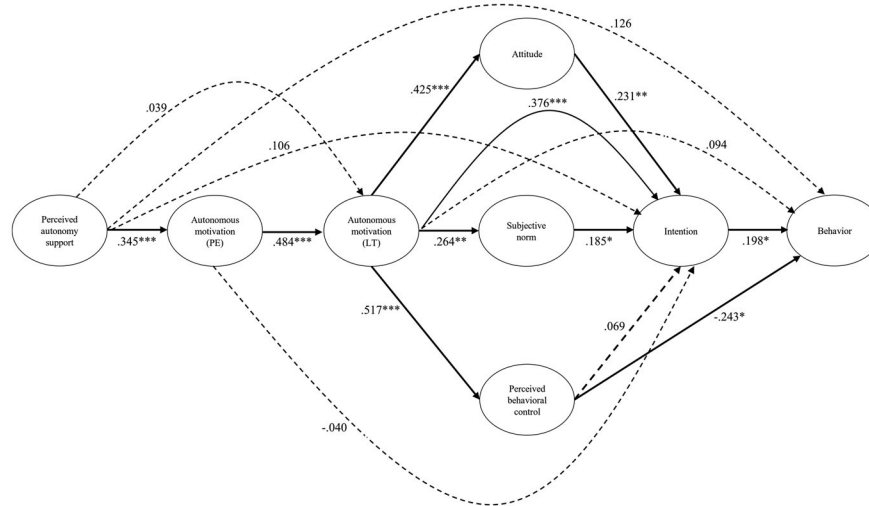 .126
Attitude
.425***
.376***
.231**
.039
.106
.094
Perceived
autonomy
support
.345***
Autonomous
motivation
(PE)
.484***
Autonomous
motivation
(LT)
.264**
Subjective
norm
.185*
Intention
.198*
Behavior
.517***
.069
-.243*
Perceived
behavioral
control
-.040